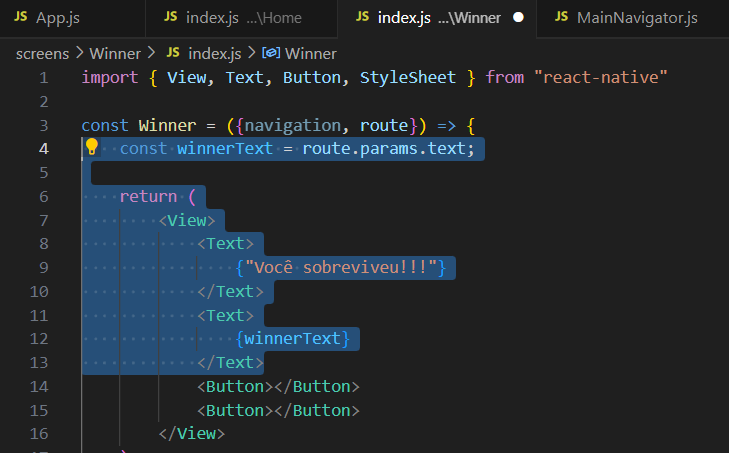 JS App.js JS index.js ...\Home JS index.js ...\Winner JS MainNavigator.js
screens > Winner > JS index.js > Winner
1 import { View, Text, Button, StyleSheet } from "react-native"
2
3 const Winner = ({navigation, route}) => {
4 const winnerText = route.params.text;
5
6 return (
7 <View>
8 <Text>
9 {"Você sobreviveu!!!"}
10 </Text>
11 <Text>
12 {winnerText}
13 </Text>
14 <Button></Button>
15 <Button></Button>
16 </View>